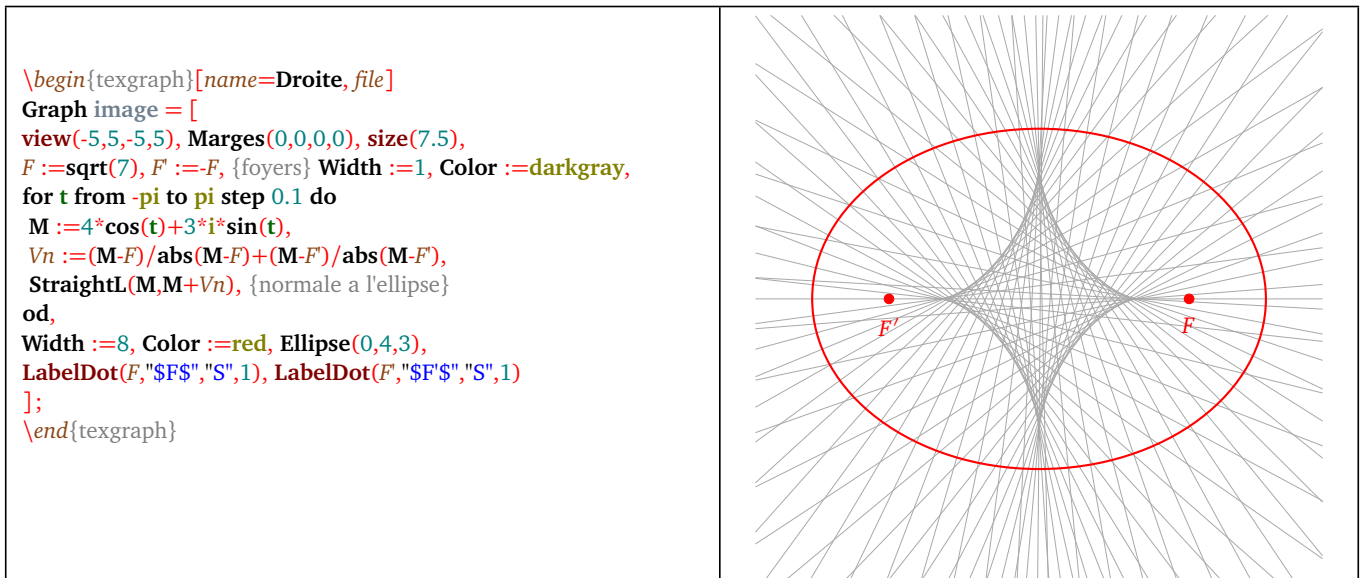 \begin{texgraph}[name=Droite, file]
Graph image = [
view(-5,5,-5,5), Marges(0,0,0,0), size(7.5),
F :=sqrt(7), F' :=-F, {foyers} Width :=1, Color :=darkgray,
for t from -pi to pi step 0.1 do
M :=4*cos(t)+3*i*sin(t),
Vn :=(M-F)/abs(M-F)+(M-F')/abs(M-F'),
StraightL(M,M+Vn), {normale a l'ellipse}
od,
Width :=8, Color :=red, Ellipse(0,4,3),
LabelDot(F,"$F$","S",1), LabelDot(F',"$F'$","S",1)
];
\end{texgraph}
F′
F